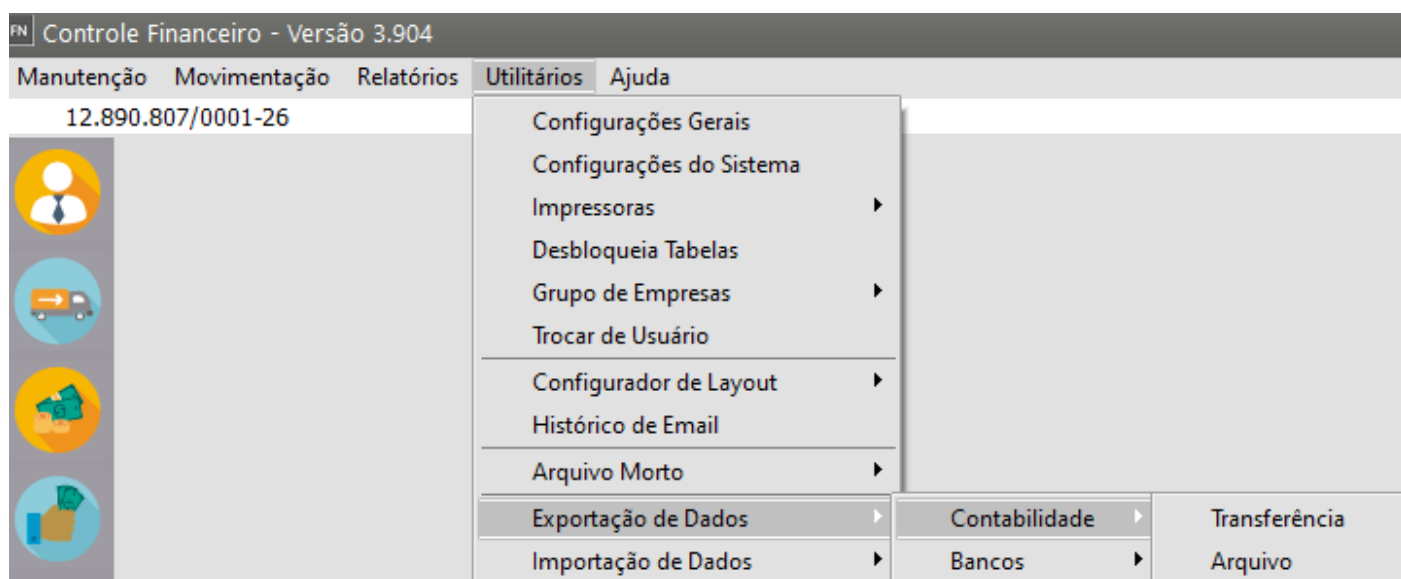 FN Controle Financeiro - Versão 3.904
Manutenção Movimentação Relatórios Utilitários Ajuda
12.890.807/0001-26
Configurações Gerais
Configurações do Sistema
Impressoras
Desbloqueia Tabelas
Grupo de Empresas
Trocar de Usuário
Configurador de Layout
Histórico de Email
Arquivo Morto
Exportação de Dados Contabilidade Transferência
Importação de Dados Bancos Arquivo